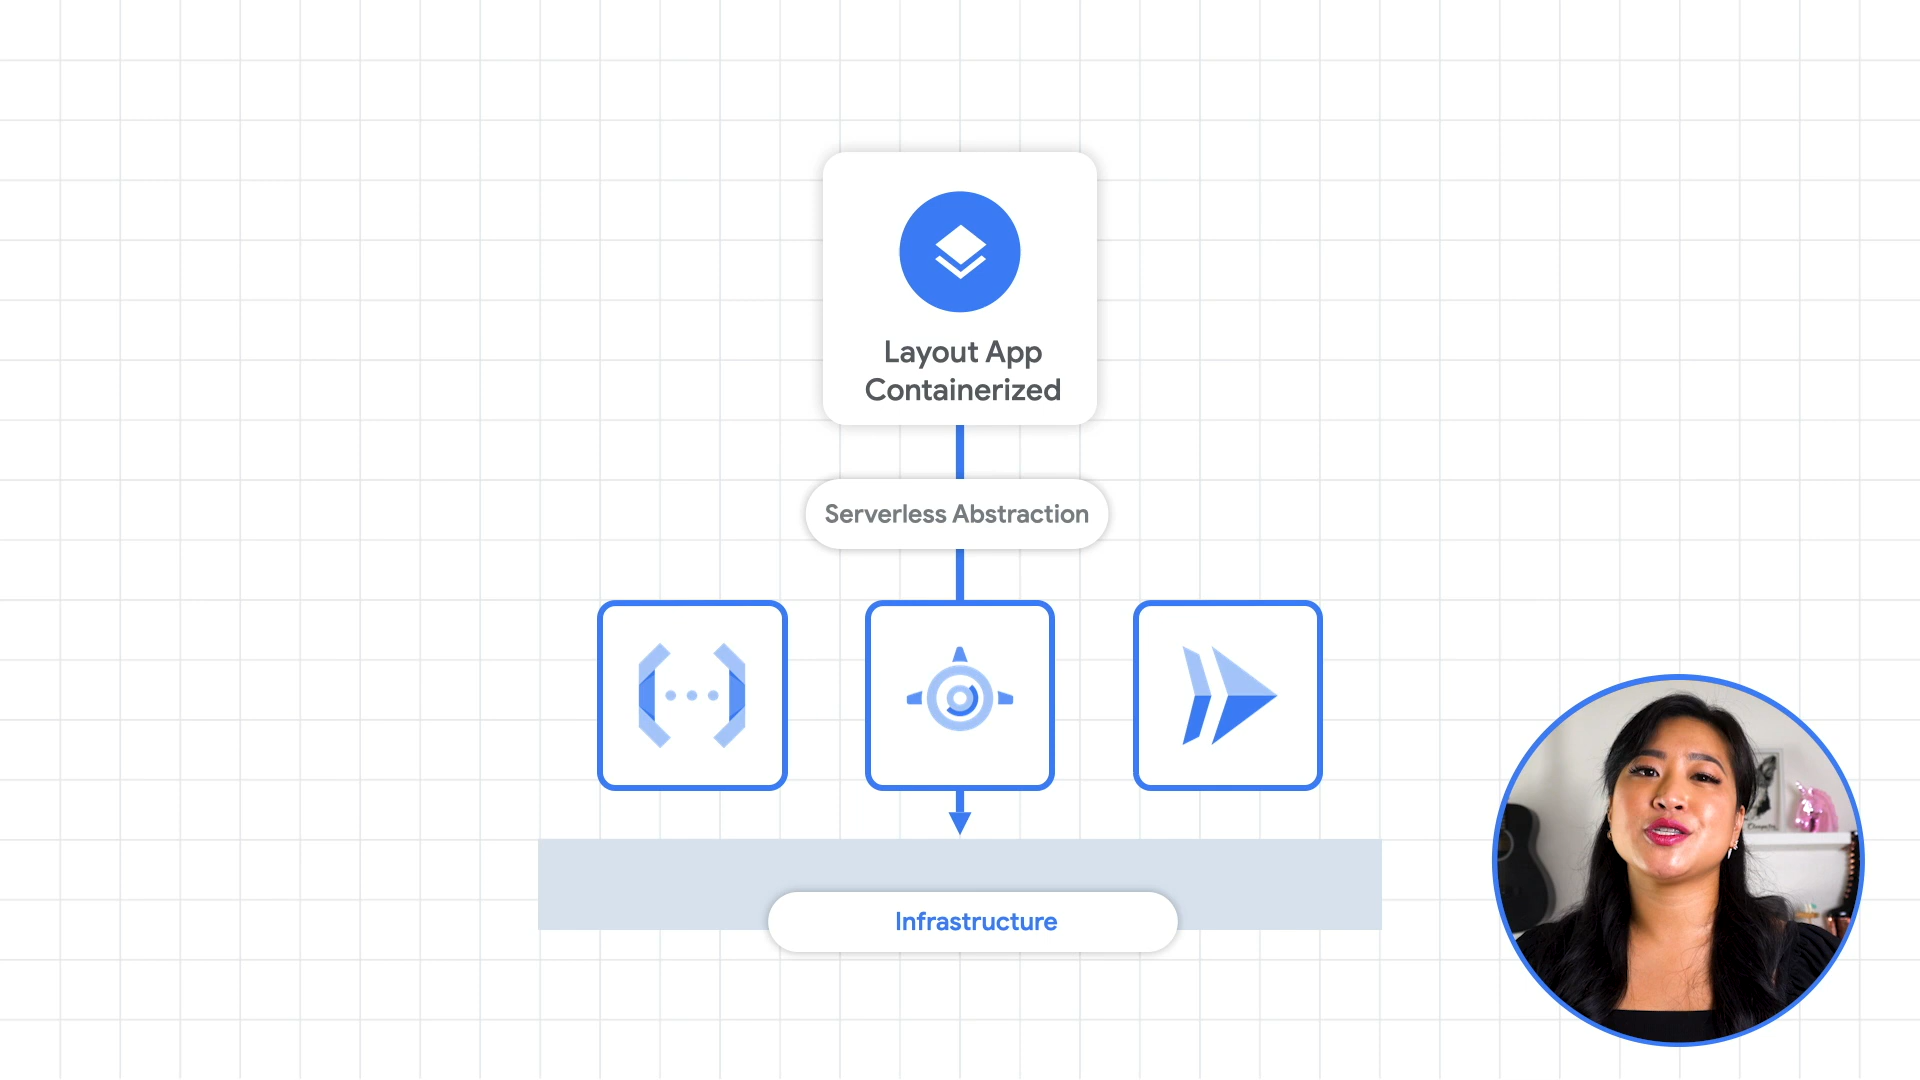 Layout App
Containerized
Serverless Abstraction
Infrastructure